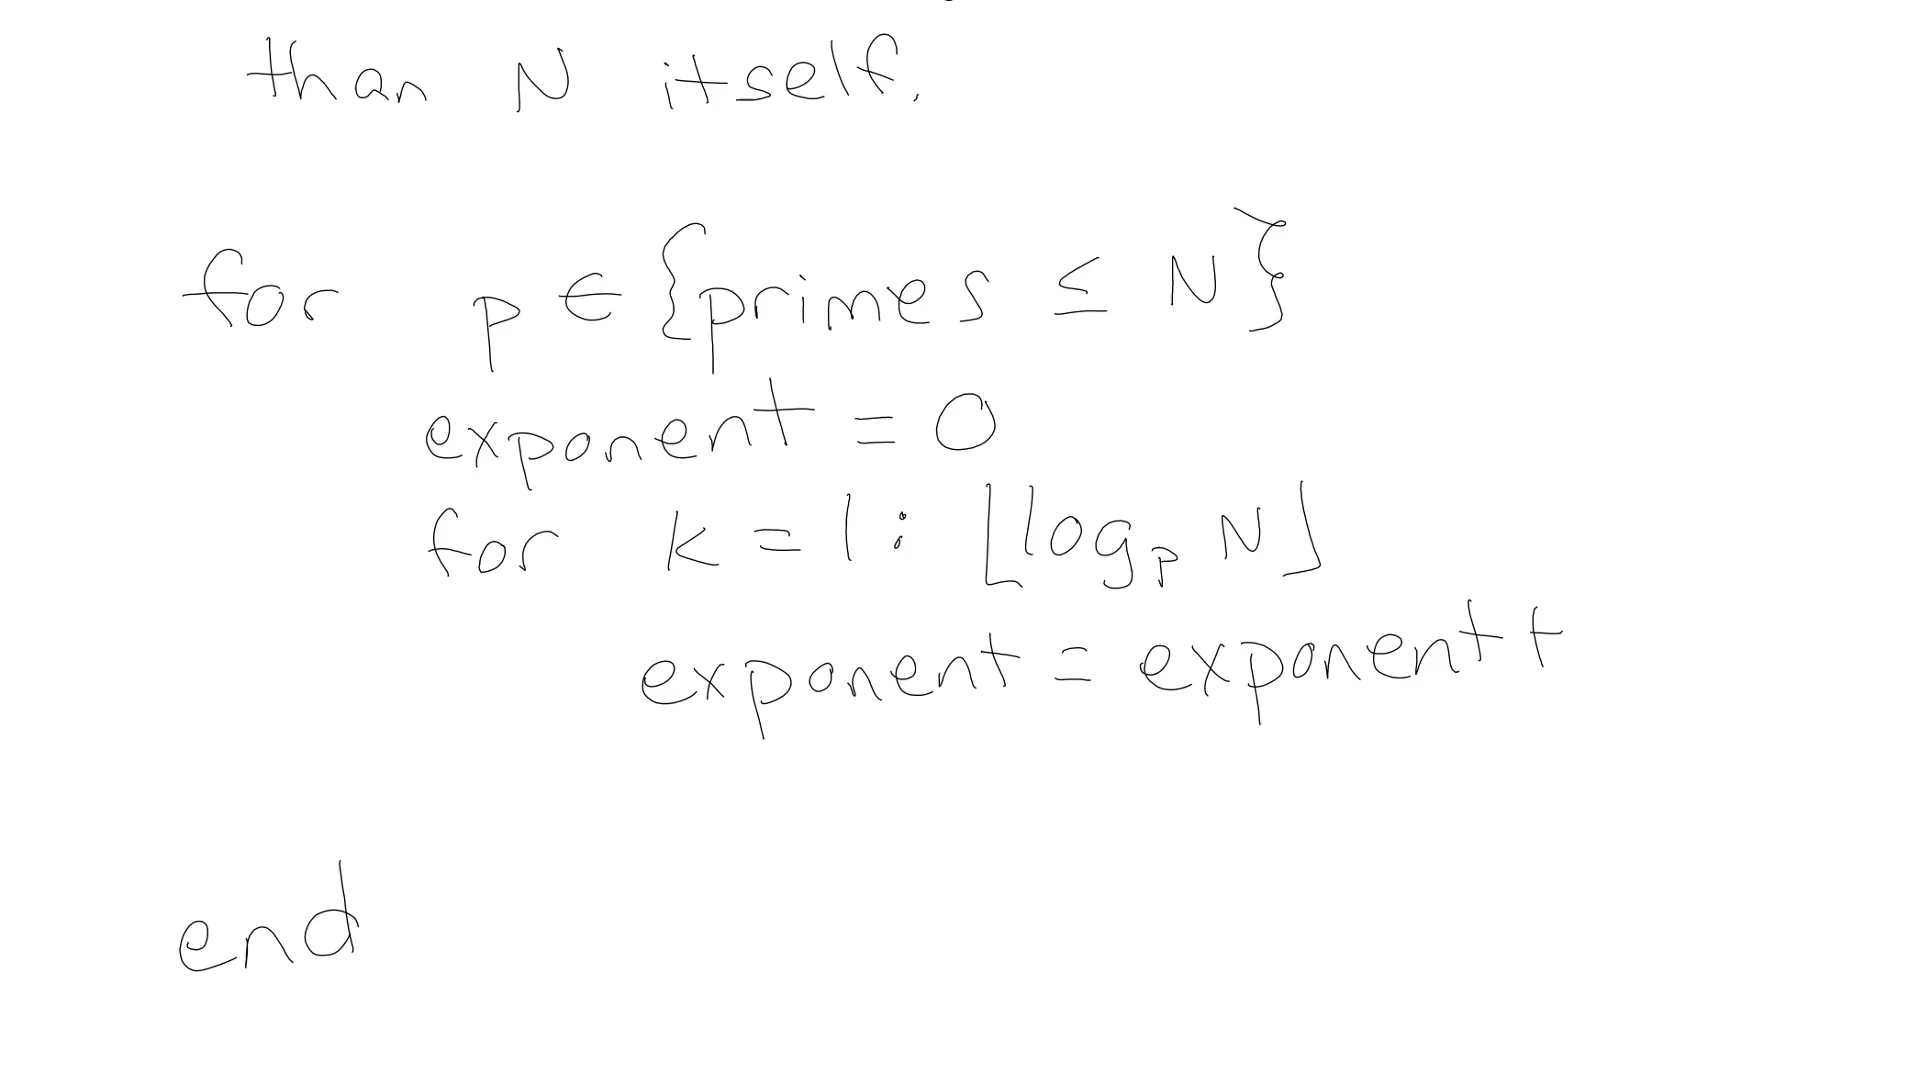 than N itself.
for p ∈ {primes ≤ N}
exponent = 0
for k = 1 : ⌊log_p N⌋
exponent = exponent +
end